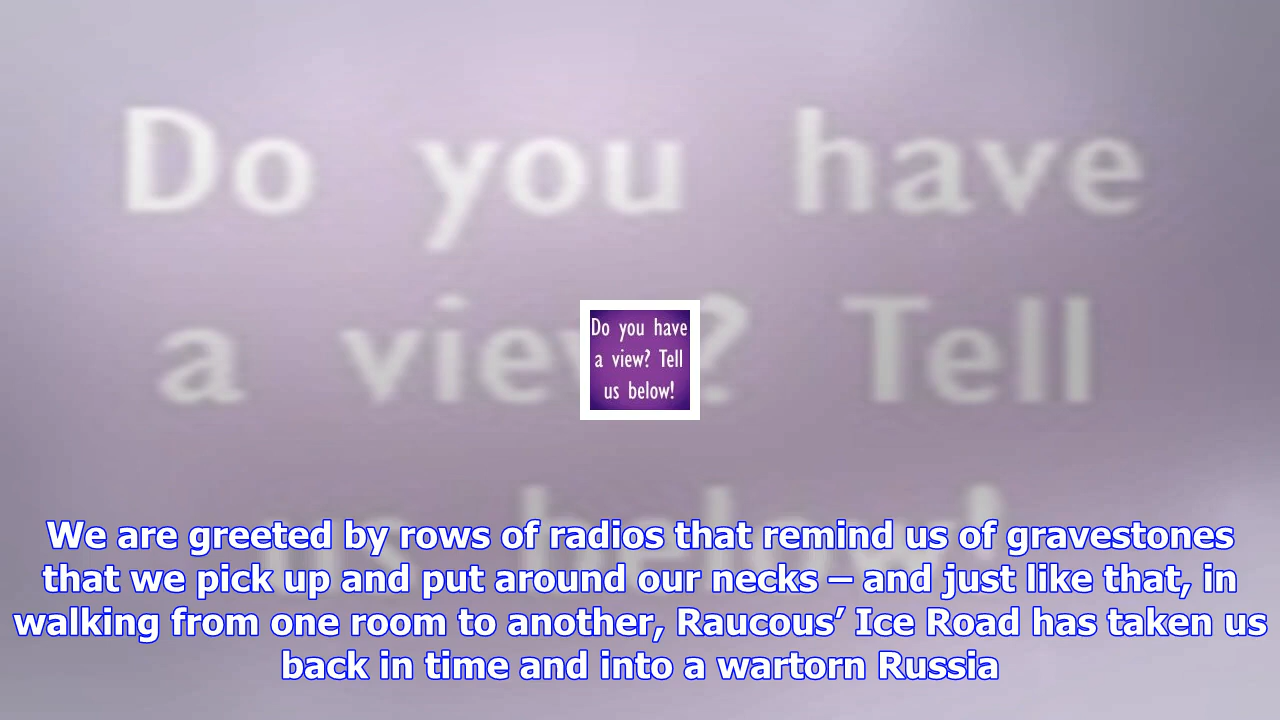 Do you have
a view? Tell
us below!
Do you have
a view? Tell
us below!
We are greeted by rows of radios that remind us of gravestones
that we pick up and put around our necks – and just like that, in
walking from one room to another, Raucous’ Ice Road has taken us
back in time and into a wartorn Russia